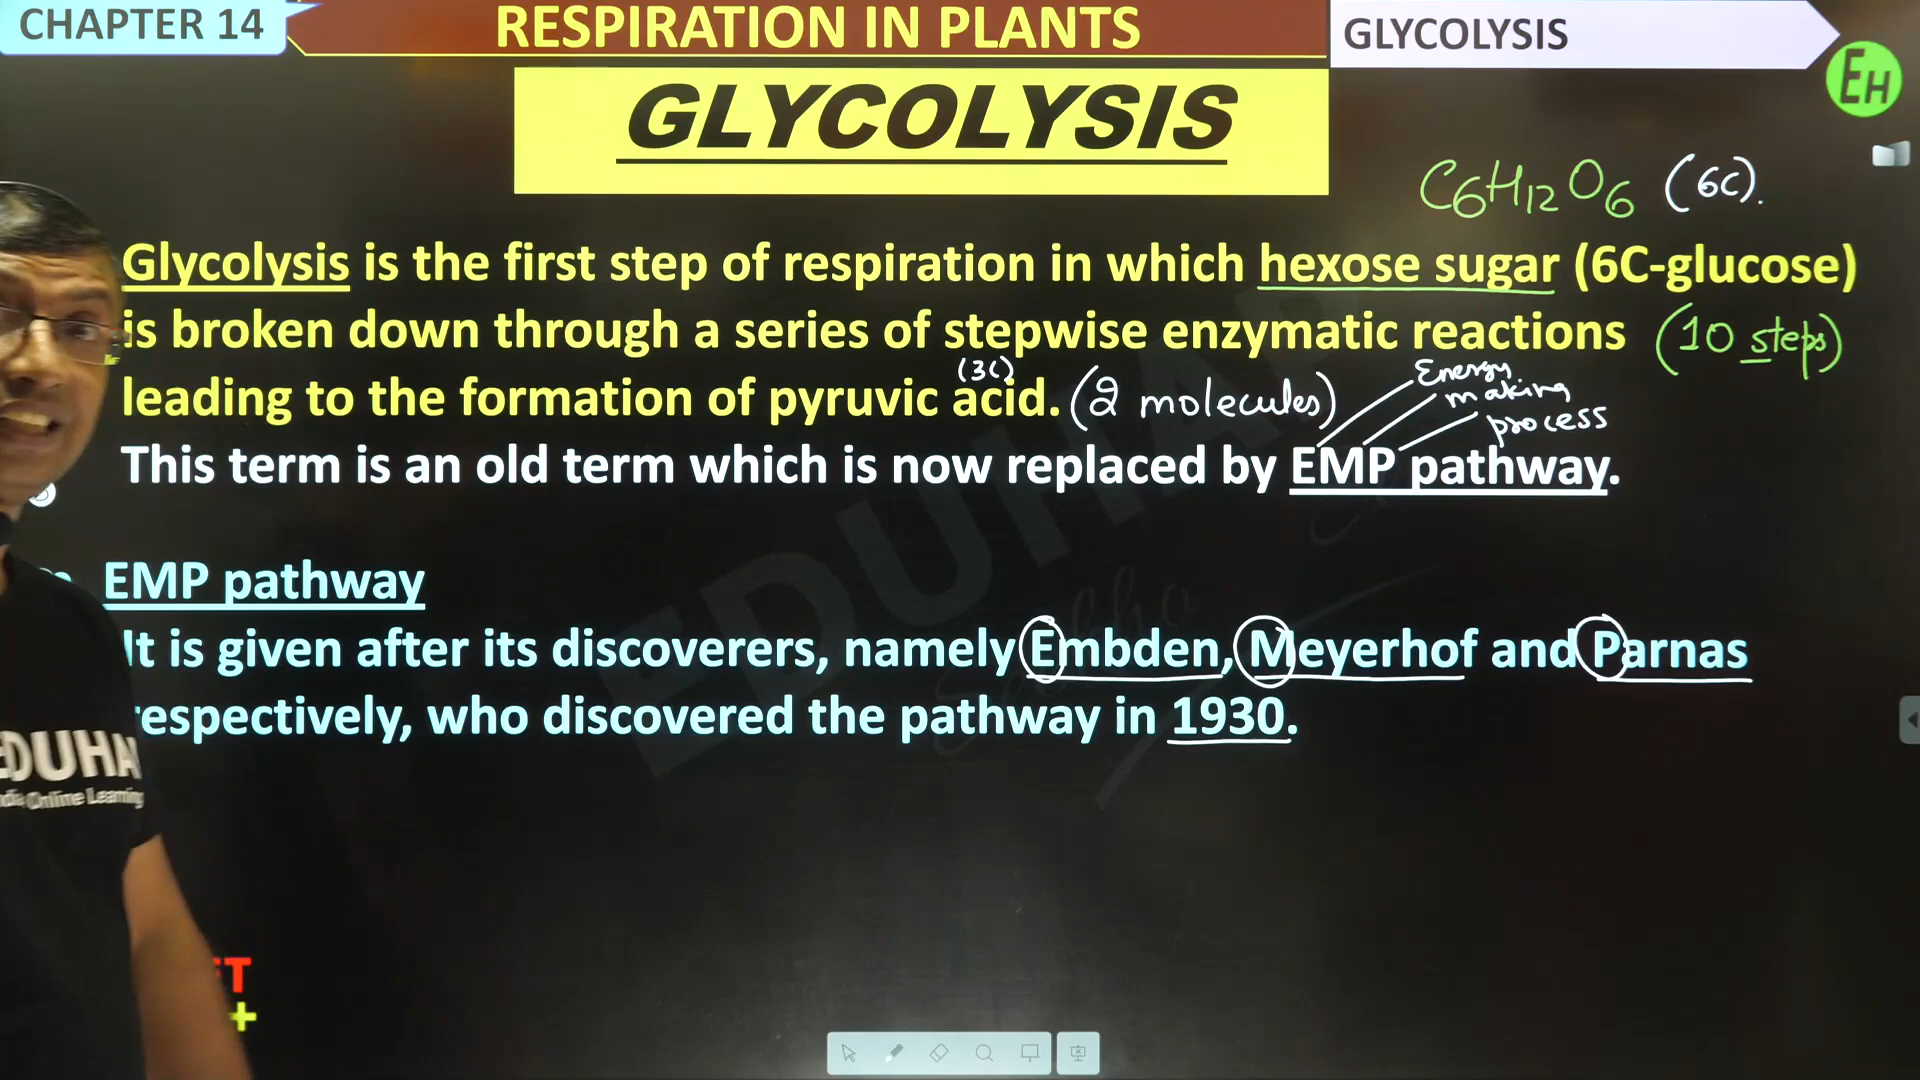 CHAPTER 14
RESPIRATION IN PLANTS
GLYCOLYSIS
EH
GLYCOLYSIS
C6H12O6 (6C).
Glycolysis is the first step of respiration in which hexose sugar (6C-glucose)
is broken down through a series of stepwise enzymatic reactions (10 steps)
(3C)
leading to the formation of pyruvic acid. (2 molecules)
Energy
making
process
This term is an old term which is now replaced by EMP pathway.
EMP pathway
It is given after its discoverers, namely Embden, Meyerhof and Parnas
respectively, who discovered the pathway in 1930.
EDUHAP
Online Learning